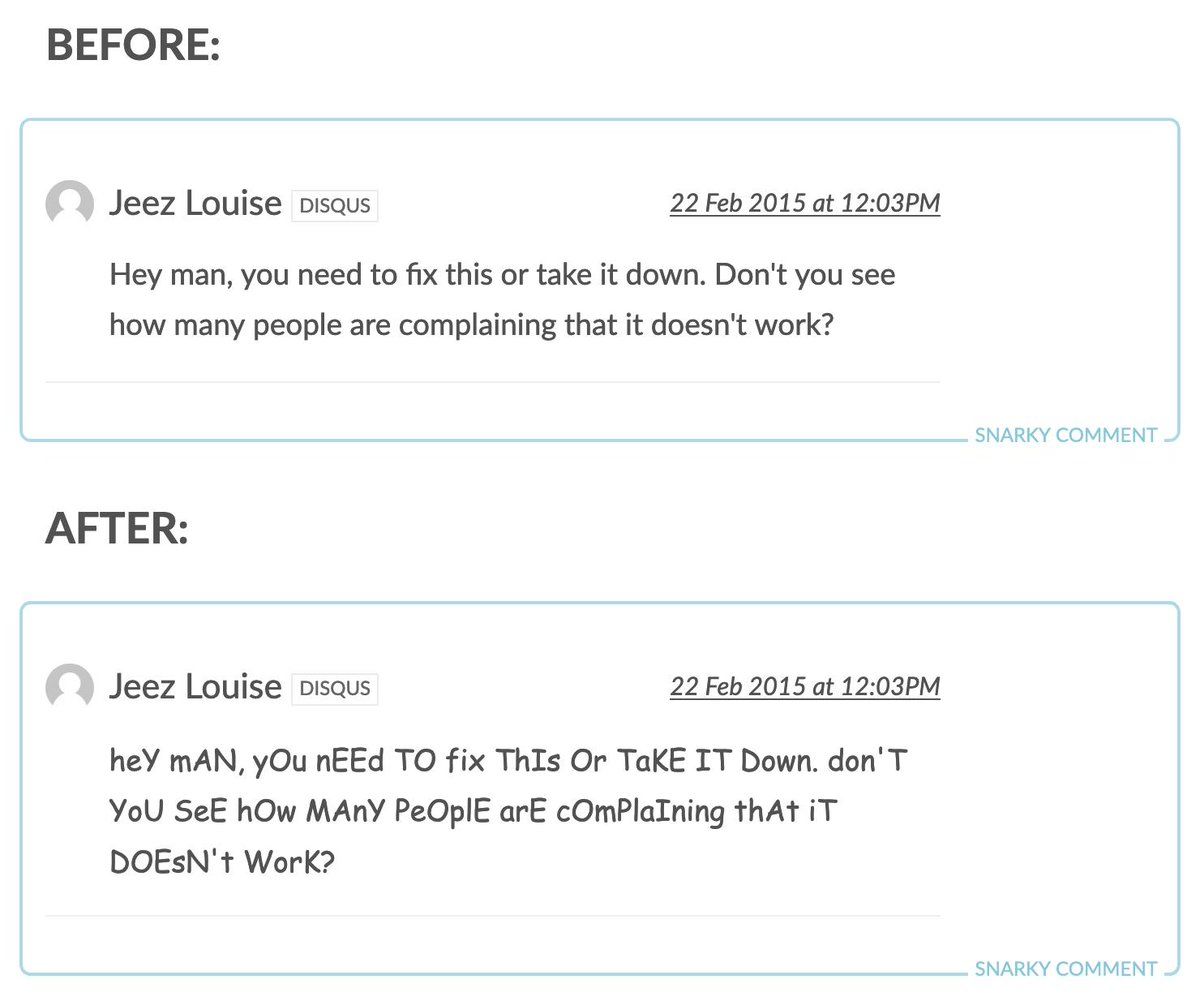 BEFORE:
Jeez Louise DISQUS 22 Feb 2015 at 12:03PM
Hey man, you need to fix this or take it down. Don't you see
how many people are complaining that it doesn't work?
SNARKY COMMENT
AFTER:
Jeez Louise DISQUS 22 Feb 2015 at 12:03PM
heY mAN, yOu nEEd TO fix ThIs Or TaKE IT Down. don'T
YoU SeE hOw MAnY PeOplE arE cOmPlaIning thAt iT
DOEsN't WorK?
SNARKY COMMENT